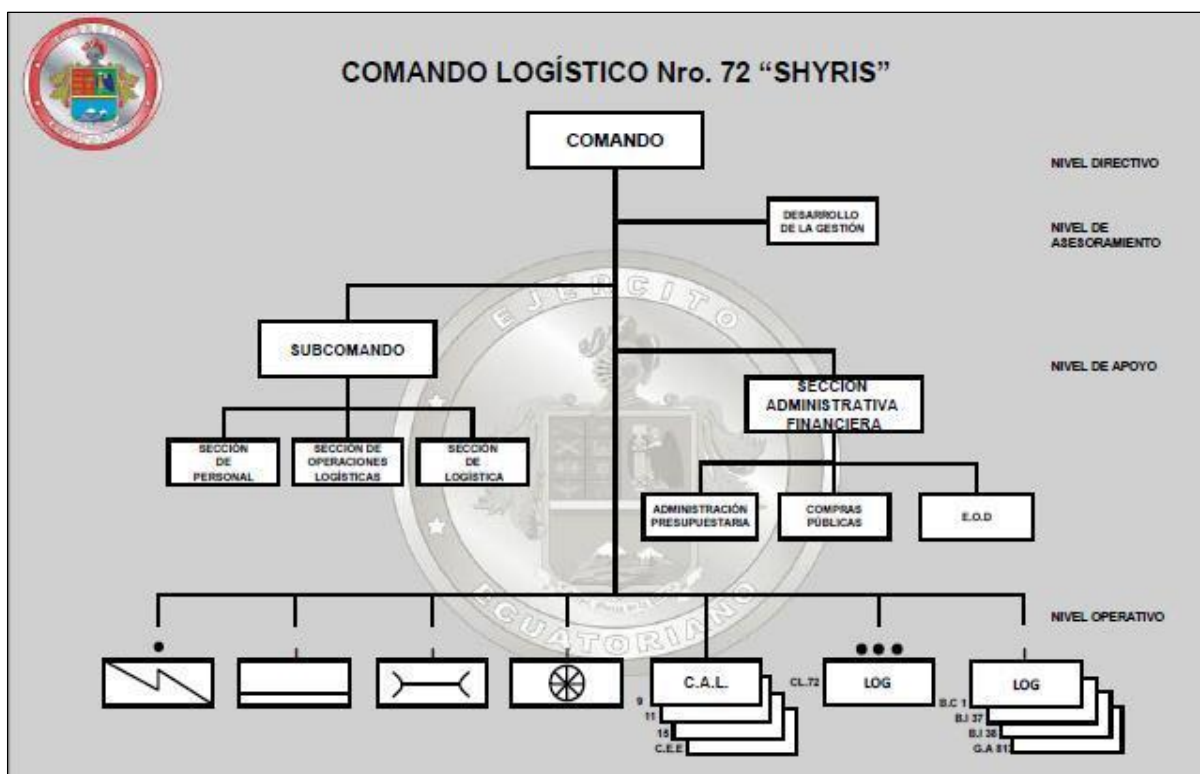 COMANDO LOGÍSTICO Nro. 72 “SHYRIS”
COMANDO
NIVEL DIRECTIVO
DESARROLLO
DE LA GESTIÓN
NIVEL DE
ASESORAMIENTO
EJÉRCITO
ECUATORIANO
SUBCOMANDO
NIVEL DE APOYO
SECCIÓN
ADMINISTRATIVA
FINANCIERA
SECCIÓN
DE
PERSONAL
SECCIÓN DE
OPERACIONES
LOGÍSTICAS
SECCIÓN
DE
LOGÍSTICA
ADMINISTRACIÓN
PRESUPUESTARIA
COMPRAS
PÚBLICAS
E.O.D
NIVEL OPERATIVO
C.A.L.
9
11
C.E.E
CL.72
LOG
LOG
B.C 1
B.I 37
B.I 38